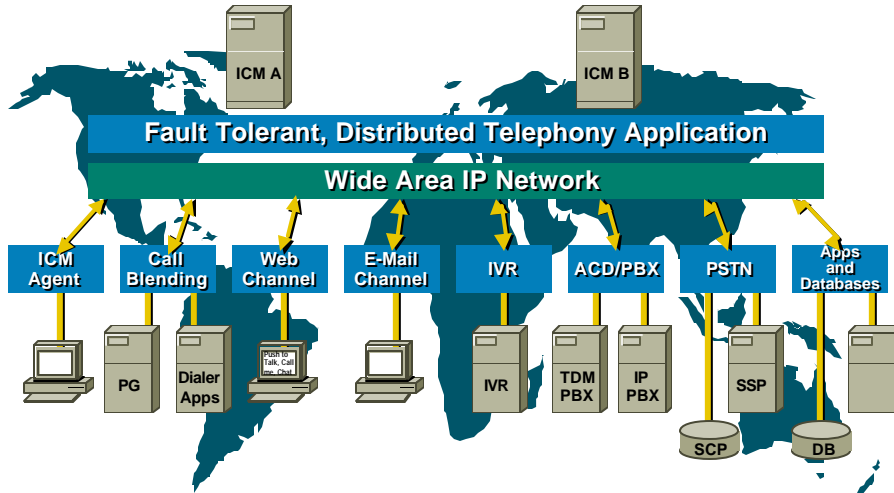 ICM A
ICM B
Fault Tolerant, Distributed Telephony Application
Wide Area IP Network
ICM
Agent
Call
Blending
Web
Channel
E-Mail
Channel
IVR
ACD/PBX
PSTN
Apps
and
Databases
PG
Dialer
Apps
Push to
Talk, Call
me, Chat
IVR
TDM
PBX
IP
PBX
SSP
SCP
DB